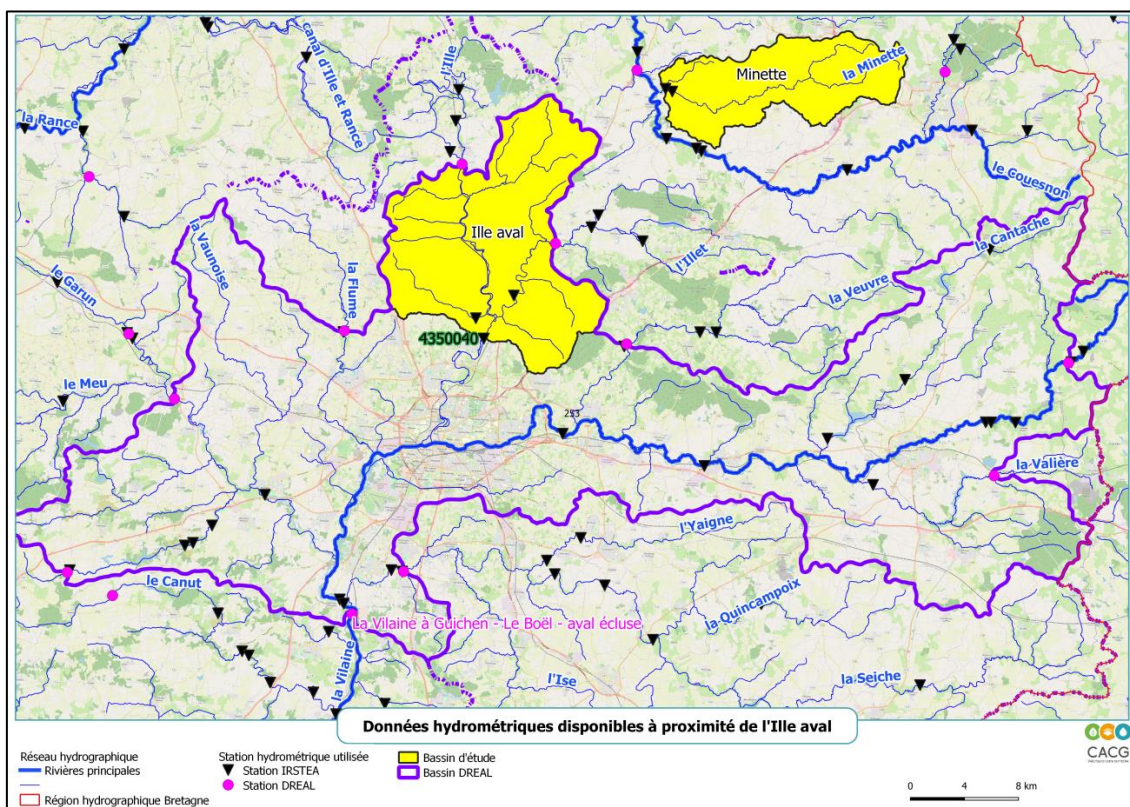 canal d'Ille et Rance
l'Ille
Minette
la Minette
la Rance
le Couesnon
la Vaunoise
Ille aval
la Cantache
l'Illet
le Garun
la Flume
la Veuvre
4350040
le Meu
253
la Valière
l'Yaigne
le Canut
la Quincampoix
La Vilaine à Guichen - Le Boël - aval écluse
la Vilaine
l'Ise
la Seiche
Données hydrométriques disponibles à proximité de l'Ille aval
Réseau hydrographique
Rivières principales
Région hydrographique Bretagne
Station hydrométrique utilisée
Station IRSTEA
Station DREAL
Bassin d'étude
Bassin DREAL
0 4 8 km
CACG